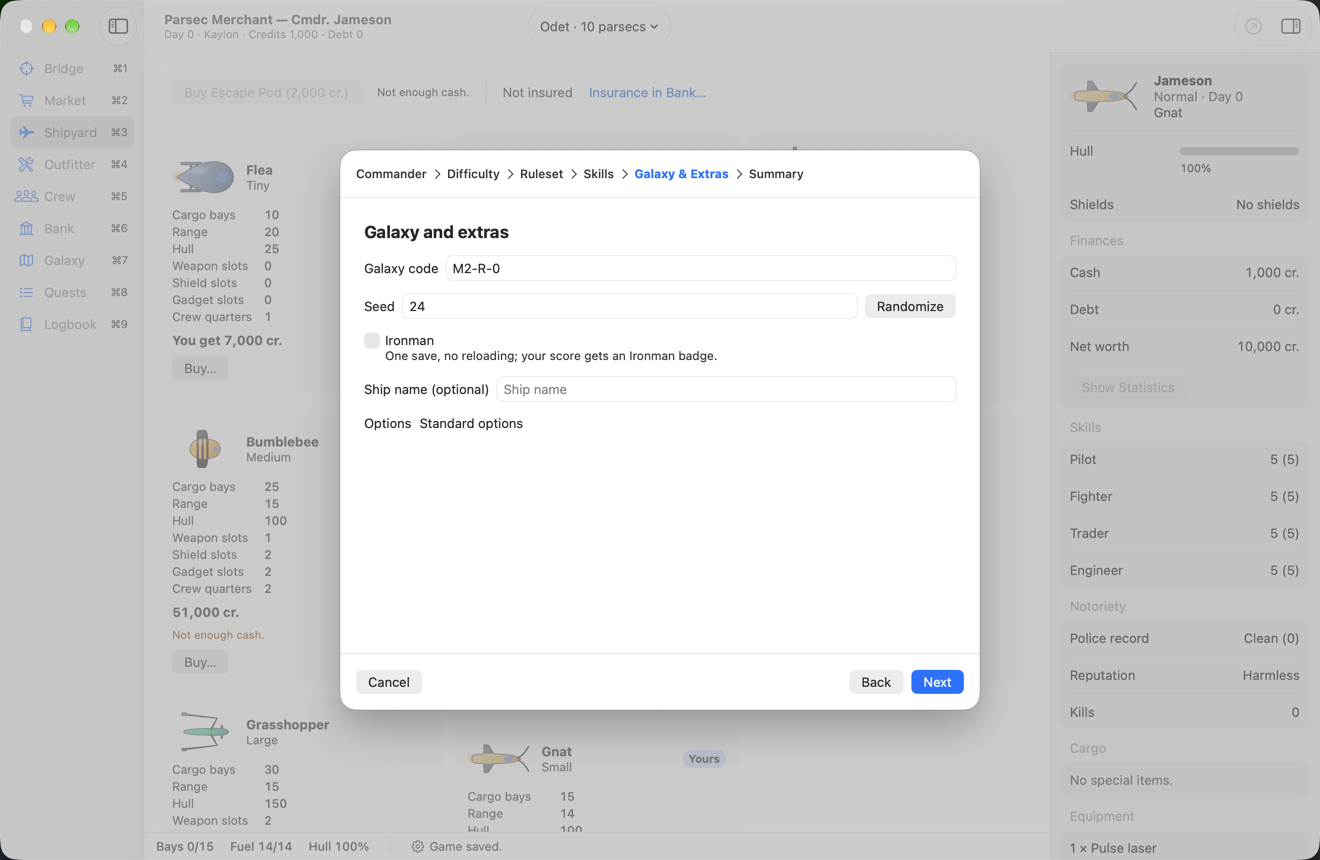 Parsec Merchant — Cmdr. Jameson
Day 0 · Kaylon · Credits 1,000 · Debt 0
Odet · 10 parsecs
Bridge ⌘1
Market ⌘2
Shipyard ⌘3
Outfitter ⌘4
Crew ⌘5
Bank ⌘6
Galaxy ⌘7
Quests ⌘8
Logbook ⌘9
Buy Escape Pod (2,000 cr.) Not enough cash. Not insured Insurance in Bank...
Flea
Tiny
Cargo bays 10
Range 20
Hull 25
Weapon slots 0
Shield slots 0
Gadget slots 0
Crew quarters 1
You get 7,000 cr.
Buy...
Bumblebee
Medium
Cargo bays 25
Range 15
Hull 100
Weapon slots 1
Shield slots 2
Gadget slots 2
Crew quarters 2
51,000 cr.
Not enough cash.
Buy...
Grasshopper
Large
Cargo bays 30
Range 15
Hull 150
Weapon slots 2
Gnat
Small
Yours
Cargo bays 15
Range 14
Hull 100
Commander > Difficulty > Ruleset > Skills > Galaxy & Extras > Summary
Galaxy and extras
Galaxy code M2-R-0
Seed 24 Randomize
Ironman
One save, no reloading; your score gets an Ironman badge.
Ship name (optional) Ship name
Options Standard options
Cancel Back Next
Jameson
Normal · Day 0
Gnat
Hull
100%
Shields No shields
Finances
Cash 1,000 cr.
Debt 0 cr.
Net worth 10,000 cr.
Show Statistics
Skills
Pilot 5 (5)
Fighter 5 (5)
Trader 5 (5)
Engineer 5 (5)
Notoriety
Police record Clean (0)
Reputation Harmless
Kills 0
Cargo
No special items.
Equipment
1 × Pulse laser
Bays 0/15 Fuel 14/14 Hull 100% Game saved.